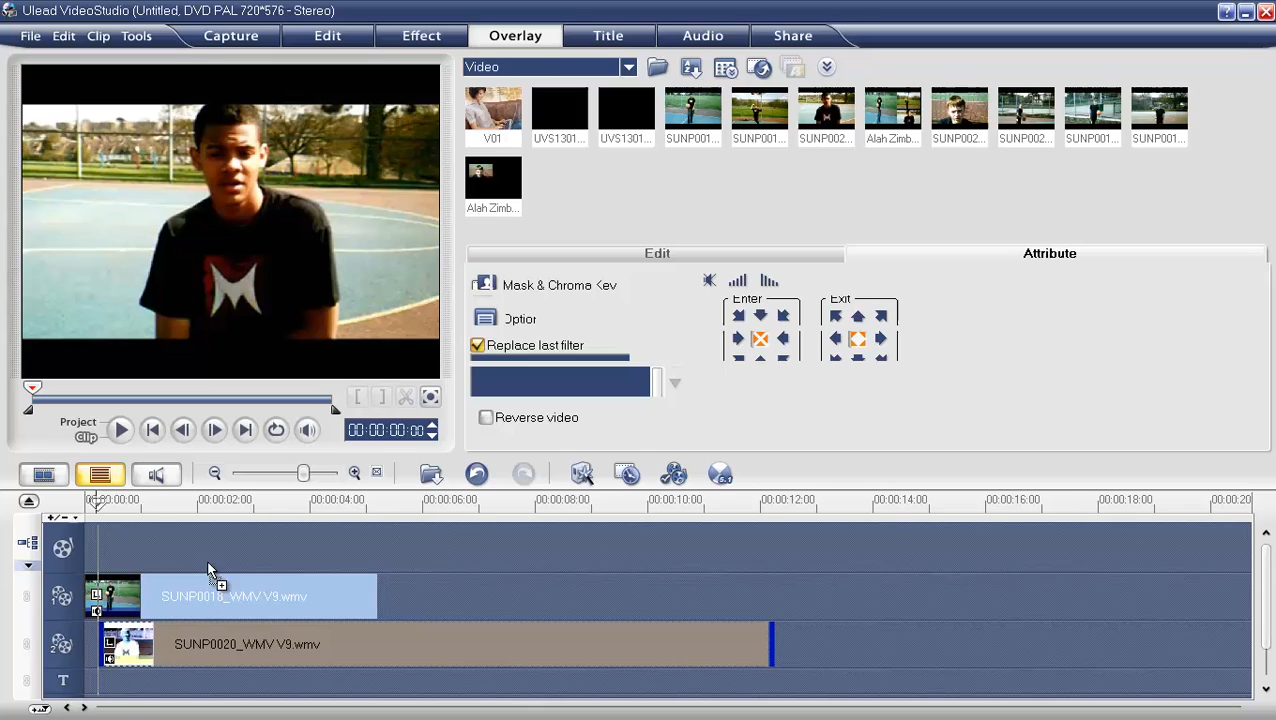 Ulead VideoStudio (Untitled, DVD PAL 720*576 - Stereo)
File Edit Clip Tools Capture Edit Effect Overlay Title Audio Share
Video
V01 UVS1301... UVS1301... SUNP00... SUNP001... SUNP002... Alah Zimb... SUNP002... SUNP002... SUNP001... SUNP001...
Alah Zimb...
Edit Attribute
Mask & Chroma Key
Enter Exit
Option
Replace last filter
Reverse video
Project
Clip
00:00:00:00
00:00:00:00 00:00:02:00 00:00:04:00 00:00:06:00 00:00:08:00 00:00:10:00 00:00:12:00 00:00:14:00 00:00:16:00 00:00:18:00 00:00:20
SUNP0018_WMV V9.wmv
SUNP0020_WMV V9.wmv